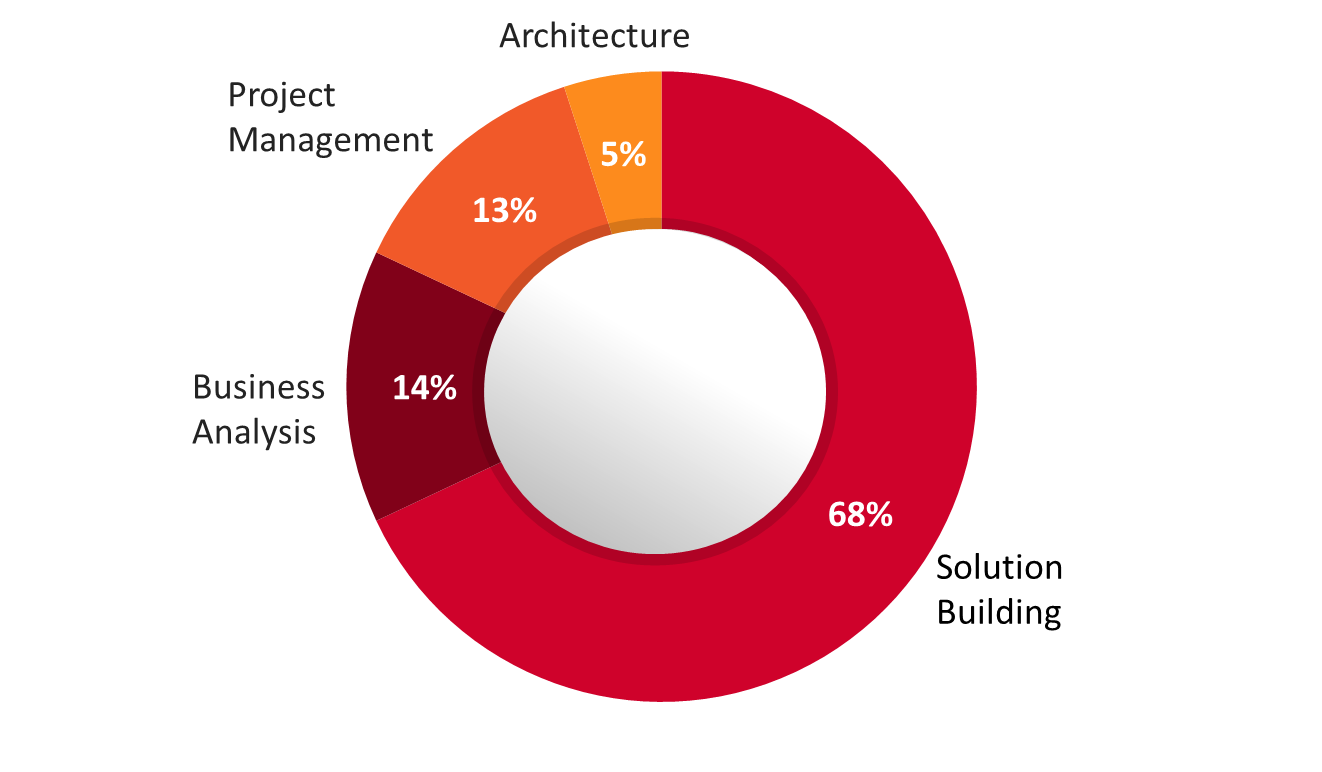 Architecture
Project
Management
5%
13%
Business
Analysis
14%
68%
Solution
Building